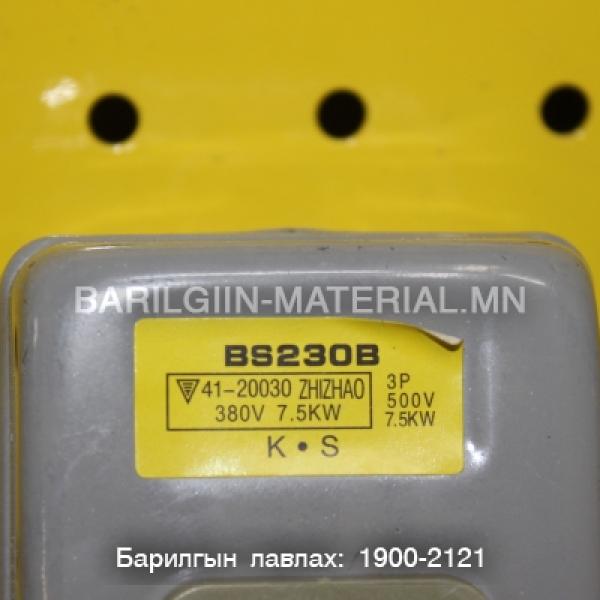 BARILGIIN-MATERIAL.MN
BS230B
41-20030 ZHIZHAO
380V 7.5KW
3P
500V
7.5KW
K • S
Барилгын лавлах: 1900-2121